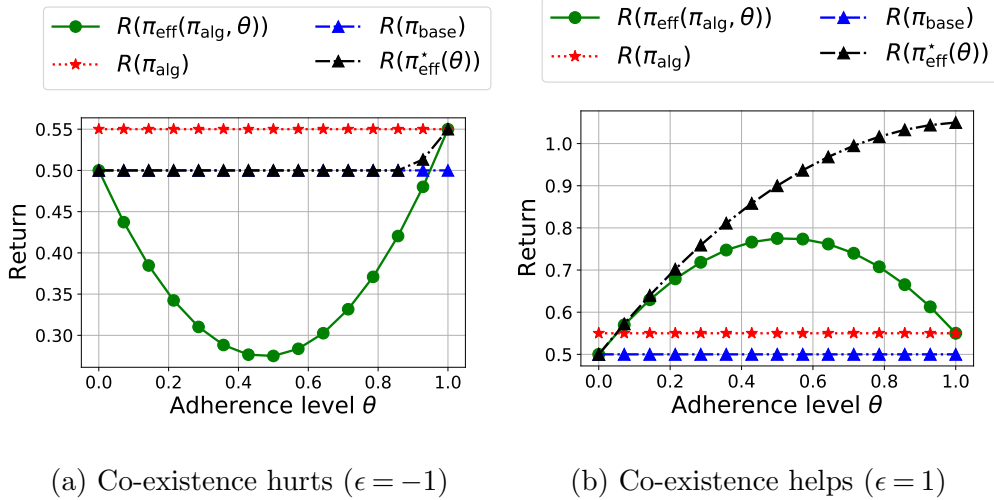 R(π_eff(π_alg, θ))
R(π_base)
R(π_alg)
R(π*_eff(θ))
0.55
0.50
0.45
0.40
0.35
0.30
Return
0.0 0.2 0.4 0.6 0.8 1.0
Adherence level θ
(a) Co-existence hurts (ϵ = −1)
R(π_eff(π_alg, θ))
R(π_base)
R(π_alg)
R(π*_eff(θ))
1.0
0.9
0.8
0.7
0.6
0.5
Return
0.0 0.2 0.4 0.6 0.8 1.0
Adherence level θ
(b) Co-existence helps (ϵ = 1)